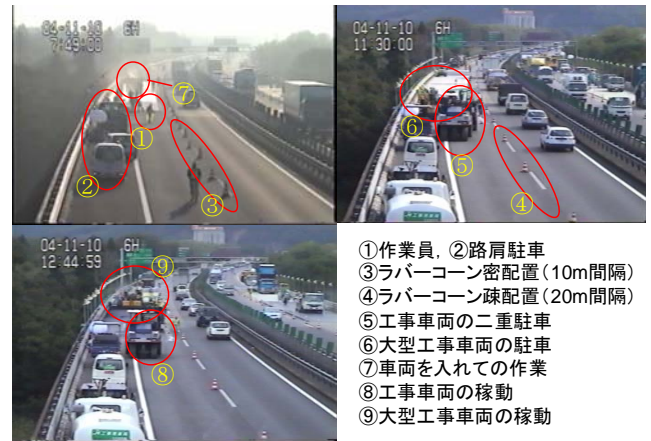 04-11-10 6H
7:49:00
⑦
①
②
③
04-11-10 6H
11:30:00
⑥
⑤
④
04-11-10 6H
12:44:59
⑨
⑧
①作業員，②路肩駐車
③ラバーコーン密配置（10m間隔）
④ラバーコーン疎配置（20m間隔）
⑤工事車両の二重駐車
⑥大型工事車両の駐車
⑦車両を入れての作業
⑧工事車両の稼動
⑨大型工事車両の稼動